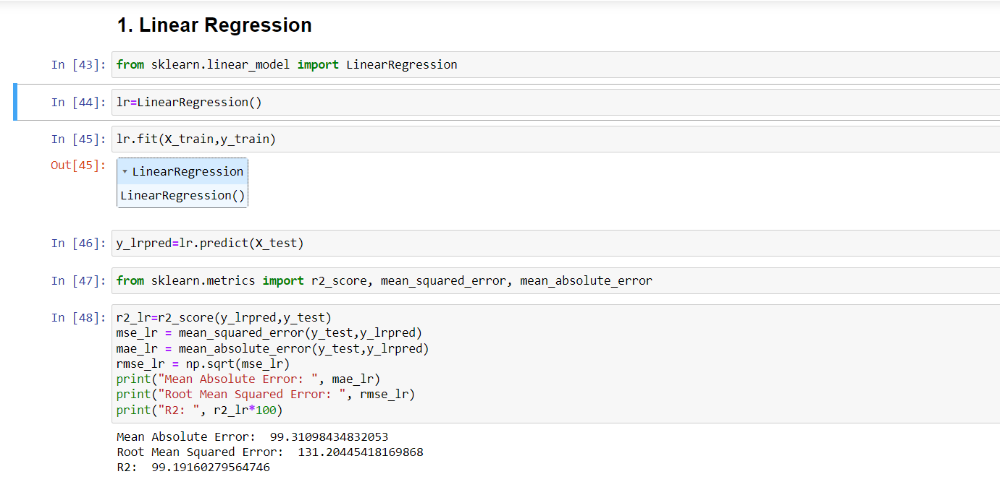 1. Linear Regression
In [43]: from sklearn.linear_model import LinearRegression
In [44]: lr=LinearRegression()
In [45]: lr.fit(X_train,y_train)
Out[45]: ▾ LinearRegression
LinearRegression()
In [46]: y_lrpred=lr.predict(X_test)
In [47]: from sklearn.metrics import r2_score, mean_squared_error, mean_absolute_error
In [48]: r2_lr=r2_score(y_lrpred,y_test)
mse_lr = mean_squared_error(y_test,y_lrpred)
mae_lr = mean_absolute_error(y_test,y_lrpred)
rmse_lr = np.sqrt(mse_lr)
print("Mean Absolute Error: ", mae_lr)
print("Root Mean Squared Error: ", rmse_lr)
print("R2: ", r2_lr*100)
Mean Absolute Error:  99.31098434832053
Root Mean Squared Error:  131.20445418169868
R2:  99.19160279564746